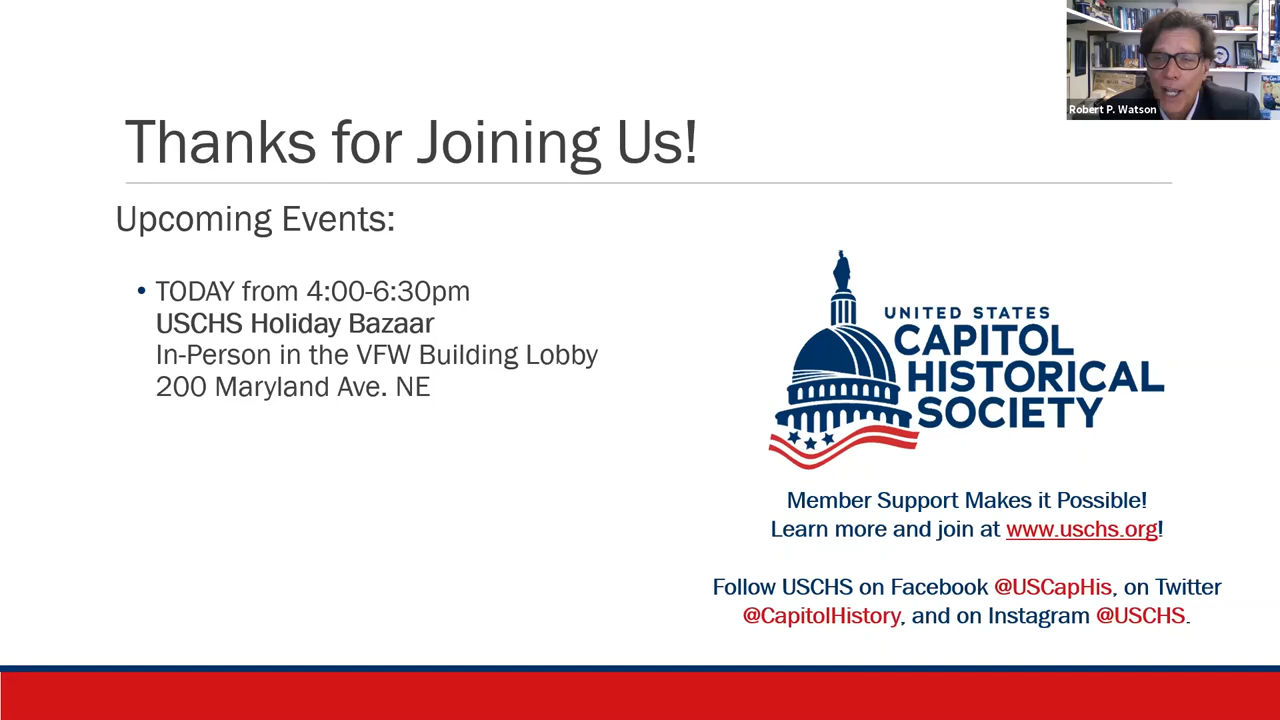 Robert P. Watson
Thanks for Joining Us!
Upcoming Events:
• TODAY from 4:00-6:30pm
USCHS Holiday Bazaar
In-Person in the VFW Building Lobby
200 Maryland Ave. NE
UNITED STATES
CAPITOL
HISTORICAL
SOCIETY
Member Support Makes it Possible!
Learn more and join at www.uschs.org!
Follow USCHS on Facebook @USCapHis, on Twitter
@CapitolHistory, and on Instagram @USCHS.